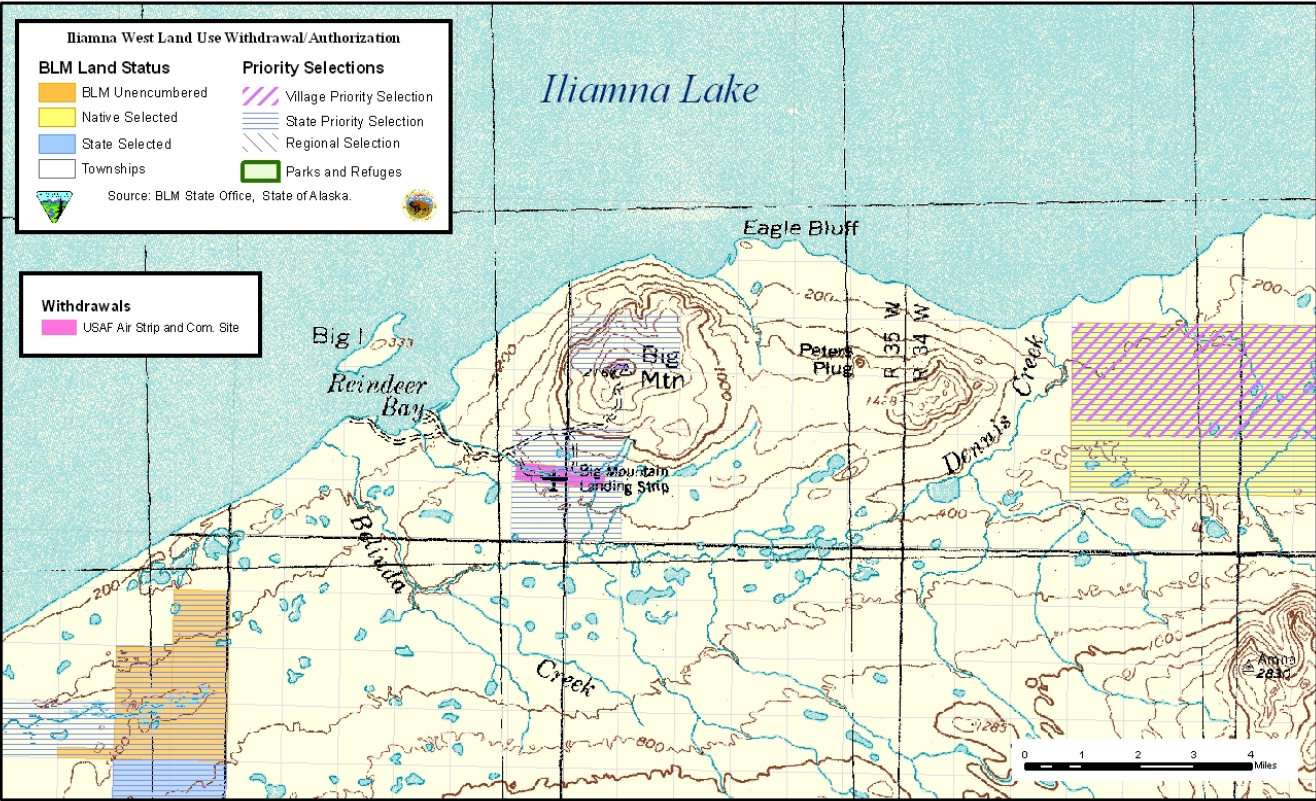 Iliamna West Land Use Withdrawal/Authorization
BLM Land Status
BLM Unencumbered
Native Selected
State Selected
Townships
Priority Selections
Village Priority Selection
State Priority Selection
Regional Selection
Parks and Refuges
Source: BLM State Office, State of Alaska.
Withdrawals
USAF Air Strip and Com. Site
Iliamna Lake
Eagle Bluff
Big I
333
Reindeer
Bay
Big
Mtn
1000
200
200
Peters
Plug
R 35 W
R 34 W
Dennis Creek
Big Mountain
Landing Strip
400
Belinda
Creek
200
800
600
1285
2830
0 1 2 3 4
Miles